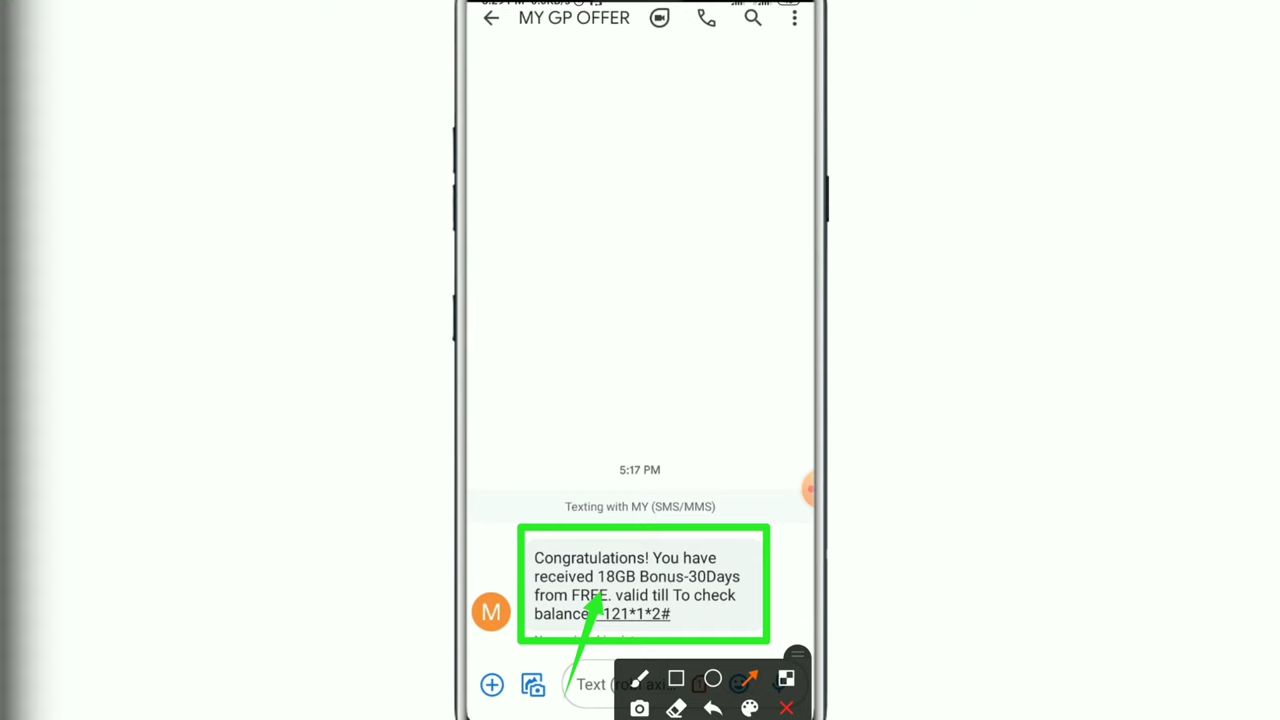 MY GP OFFER
5:17 PM
Texting with MY (SMS/MMS)
Congratulations! You have
received 18GB Bonus-30Days
from FREE. valid till To check
balance 121*1*2#
M
Text